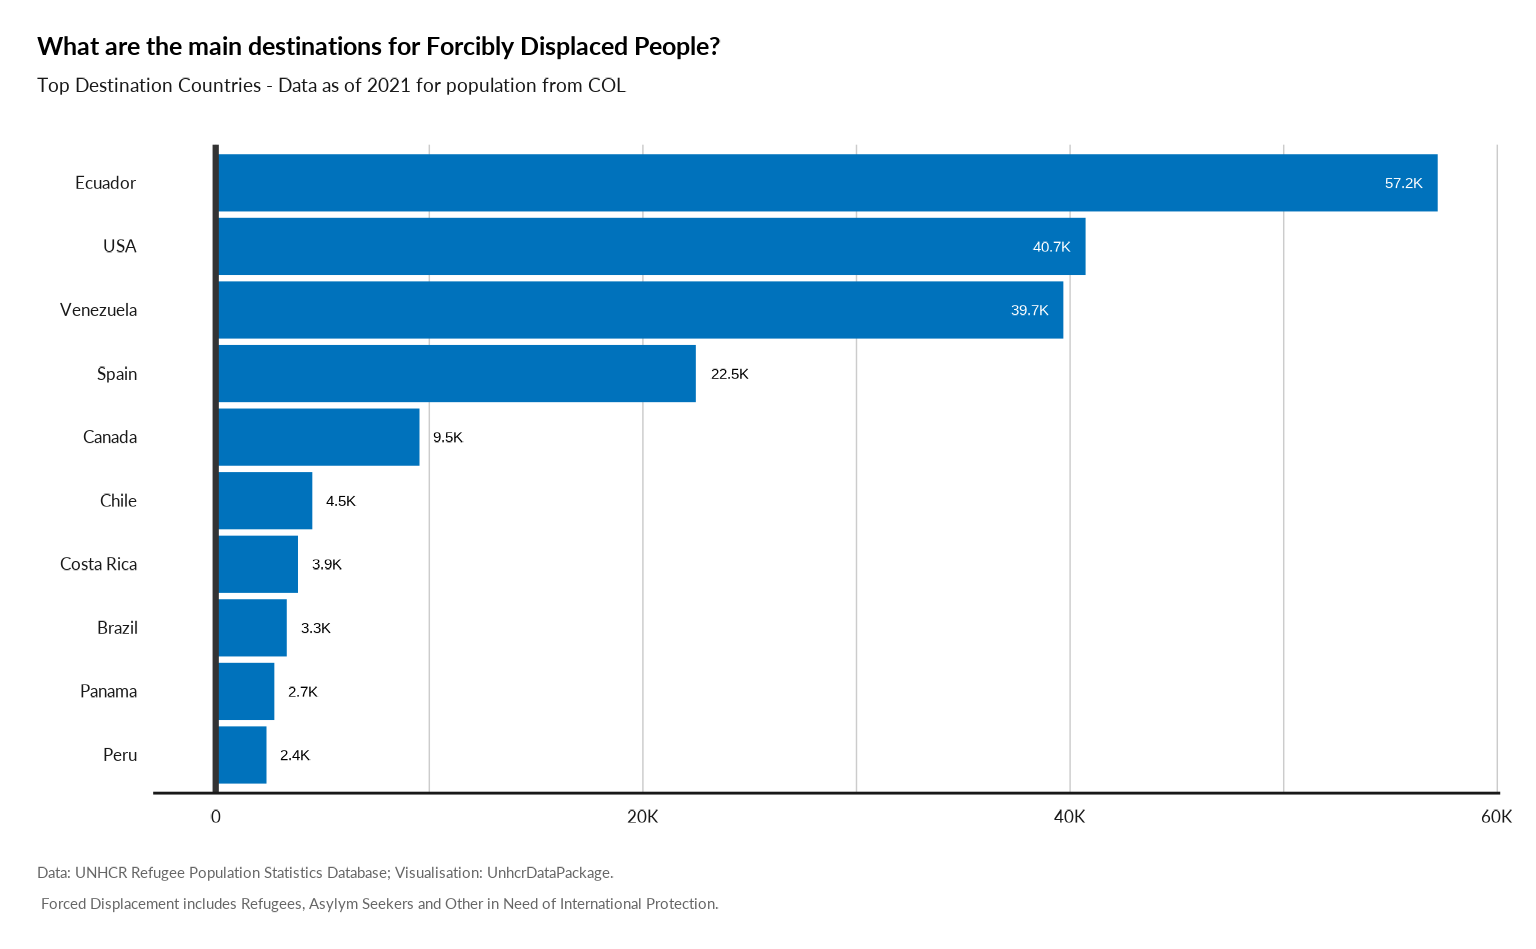 What are the main destinations for Forcibly Displaced People?
Top Destination Countries - Data as of 2021 for population from COL
Ecuador 57.2K
USA 40.7K
Venezuela 39.7K
Spain 22.5K
Canada 9.5K
Chile 4.5K
Costa Rica 3.9K
Brazil 3.3K
Panama 2.7K
Peru 2.4K
0 20K 40K 60K
Data: UNHCR Refugee Population Statistics Database; Visualisation: UnhcrDataPackage.
Forced Displacement includes Refugees, Asylym Seekers and Other in Need of International Protection.